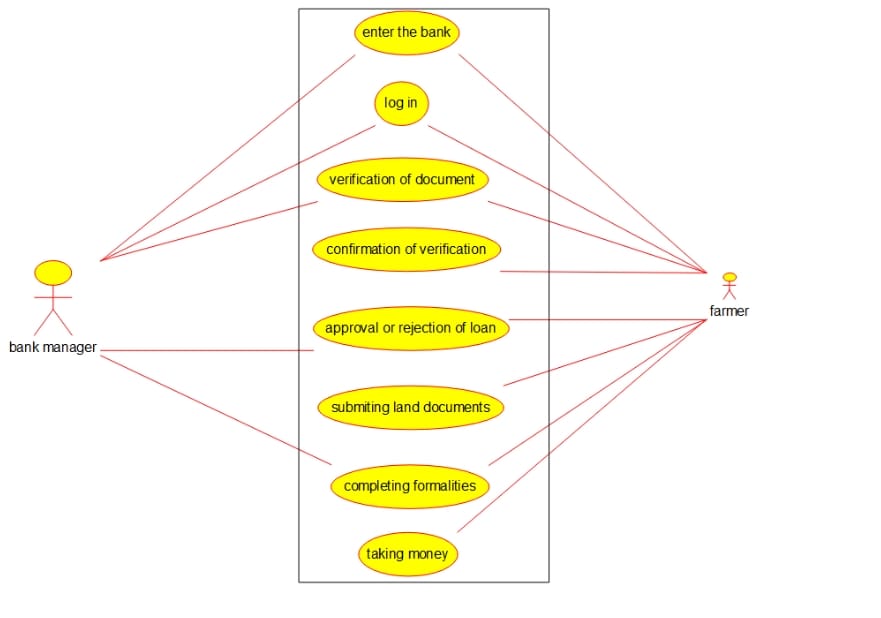 enter the bank
log in
verification of document
confirmation of verification
approval or rejection of loan
submiting land documents
completing formalities
taking money
bank manager
farmer